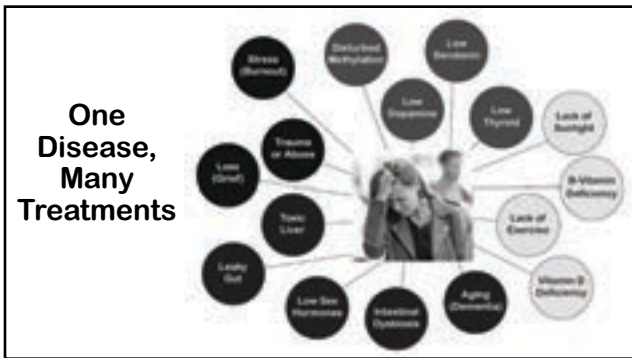 One
Disease,
Many
Treatments
Stress
(Burnout)
Disturbed
Methylation
Low
Serotonin
Low
Dopamine
Low
Thyroid
Lack of
Sunlight
Trauma
or Abuse
Loss
(Grief)
B-Vitamin
Deficiency
Toxic
Liver
Lack of
Exercise
Leaky
Gut
Vitamin D
Deficiency
Low Sex
Hormones
Intestinal
Dysbiosis
Aging
(Dementia)